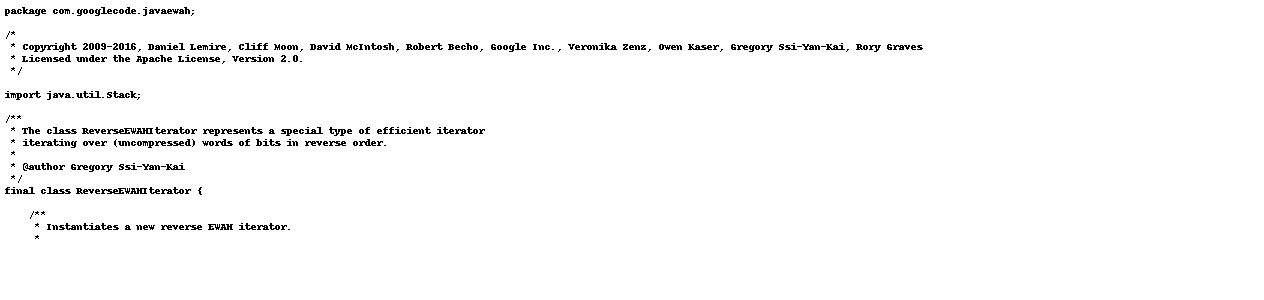 package com.googlecode.javaewah;

/*
 * Copyright 2009-2016, Daniel Lemire, Cliff Moon, David McIntosh, Robert Becho, Google Inc., Veronika Zenz, Owen Kaser, Gregory Ssi-Yan-Kai, Rory Graves
 * Licensed under the Apache License, Version 2.0.
 */

import java.util.Stack;

/**
 * The class ReverseEWAHIterator represents a special type of efficient iterator
 * iterating over (uncompressed) words of bits in reverse order.
 *
 * @author Gregory Ssi-Yan-Kai
 */
final class ReverseEWAHIterator {

    /**
     * Instantiates a new reverse EWAH iterator.
     *